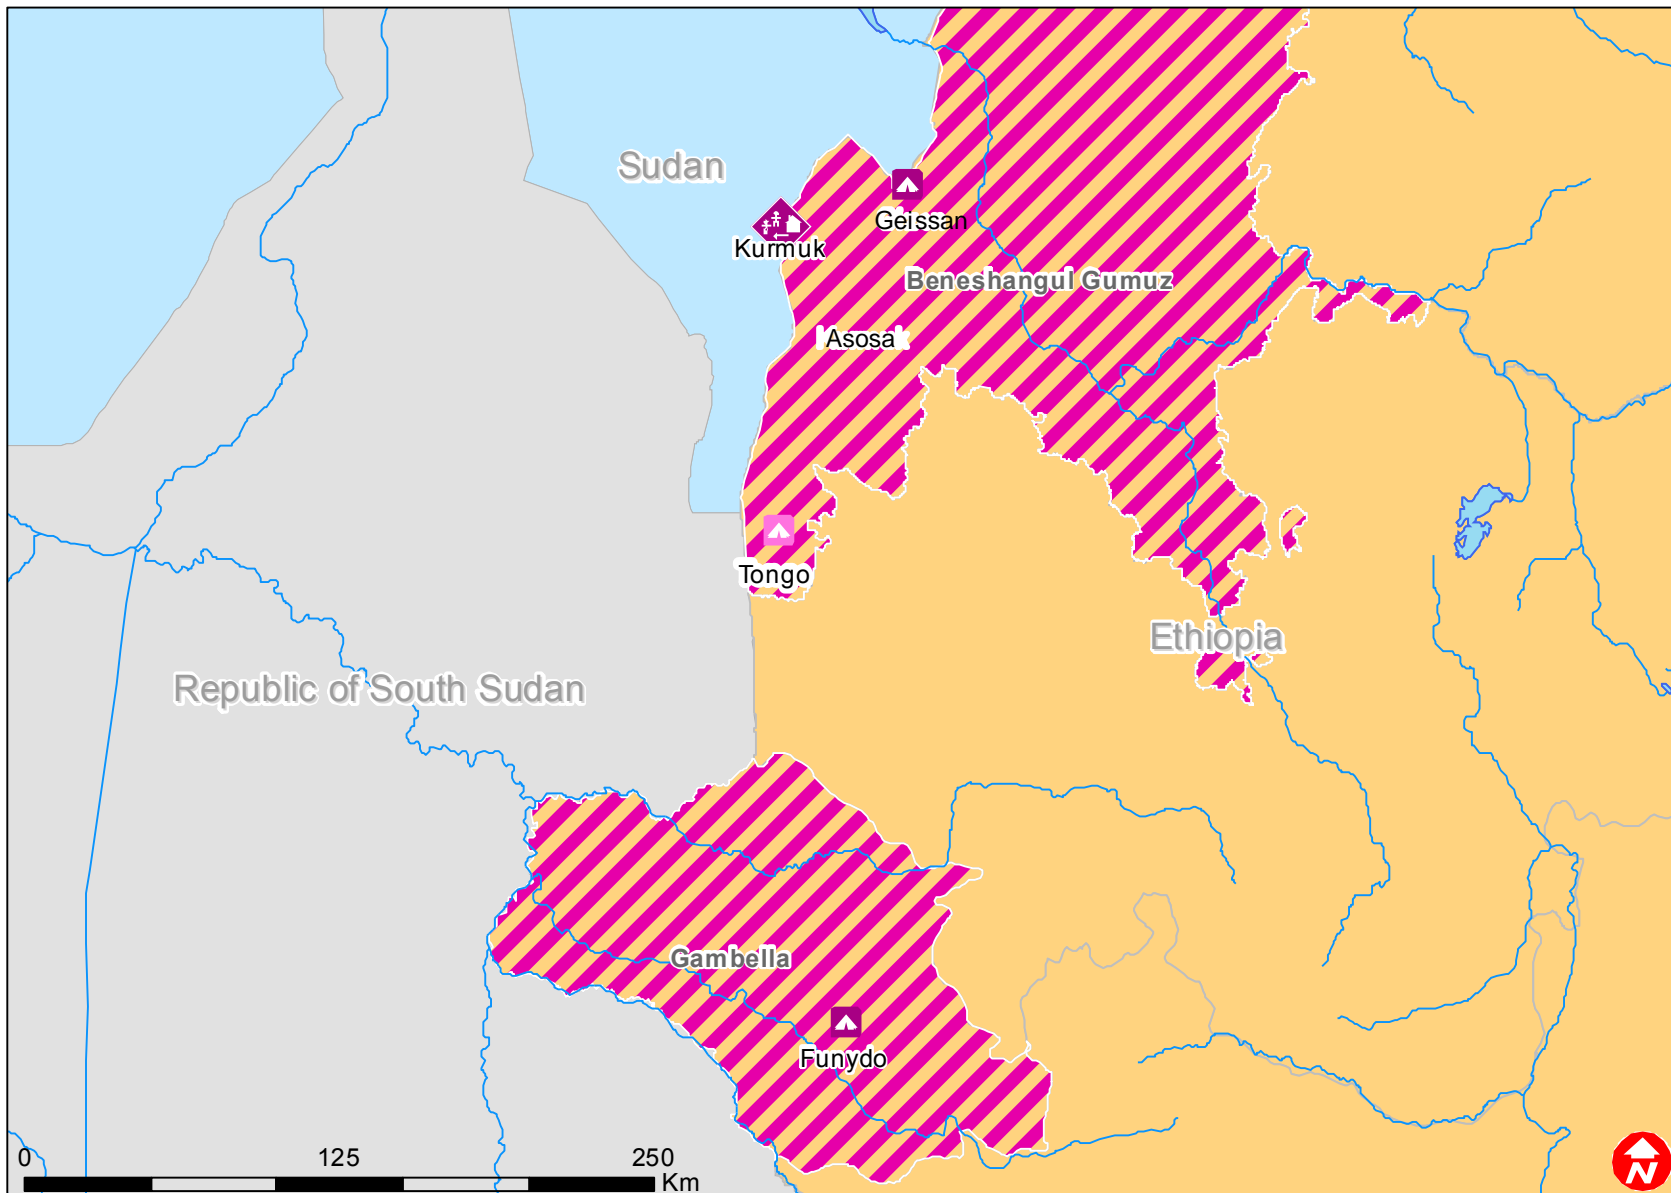 Sudan
Geissan
Kurmuk
Beneshangul Gumuz
Asosa
Tongo
Ethiopia
Republic of South Sudan
Gambella
Funydo
0 125 250
Km
N